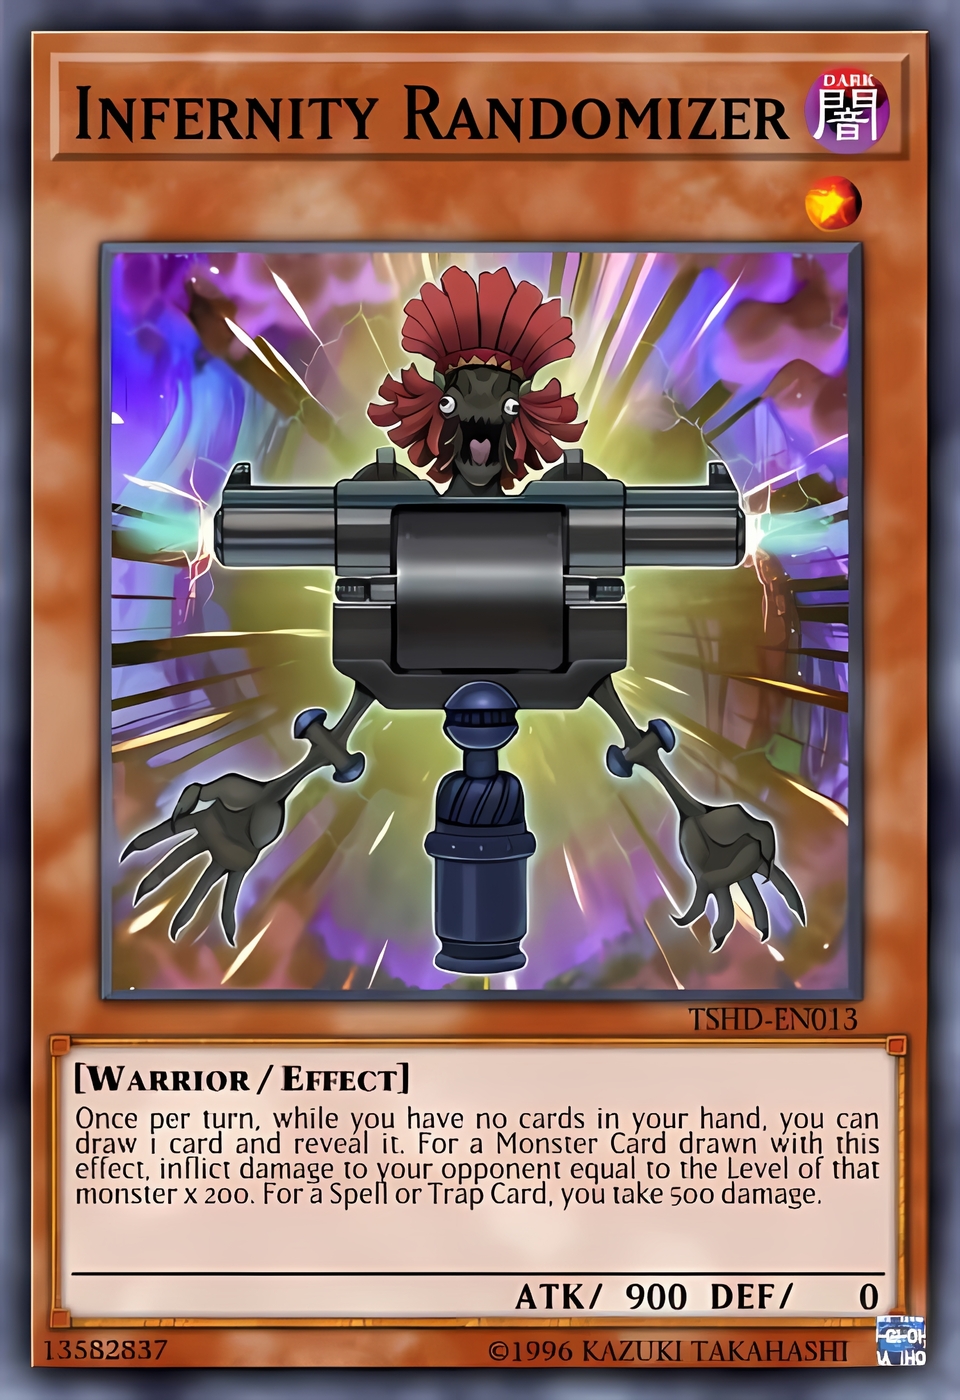 INFERNITY RANDOMIZER
DARK
闇
TSHD-EN013
[WARRIOR / EFFECT]
Once per turn, while you have no cards in your hand, you can
draw 1 card and reveal it. For a Monster Card drawn with this
effect, inflict damage to your opponent equal to the Level of that
monster x 200. For a Spell or Trap Card, you take 500 damage.
ATK/ 900 DEF/ 0
13582837
©1996 KAZUKI TAKAHASHI